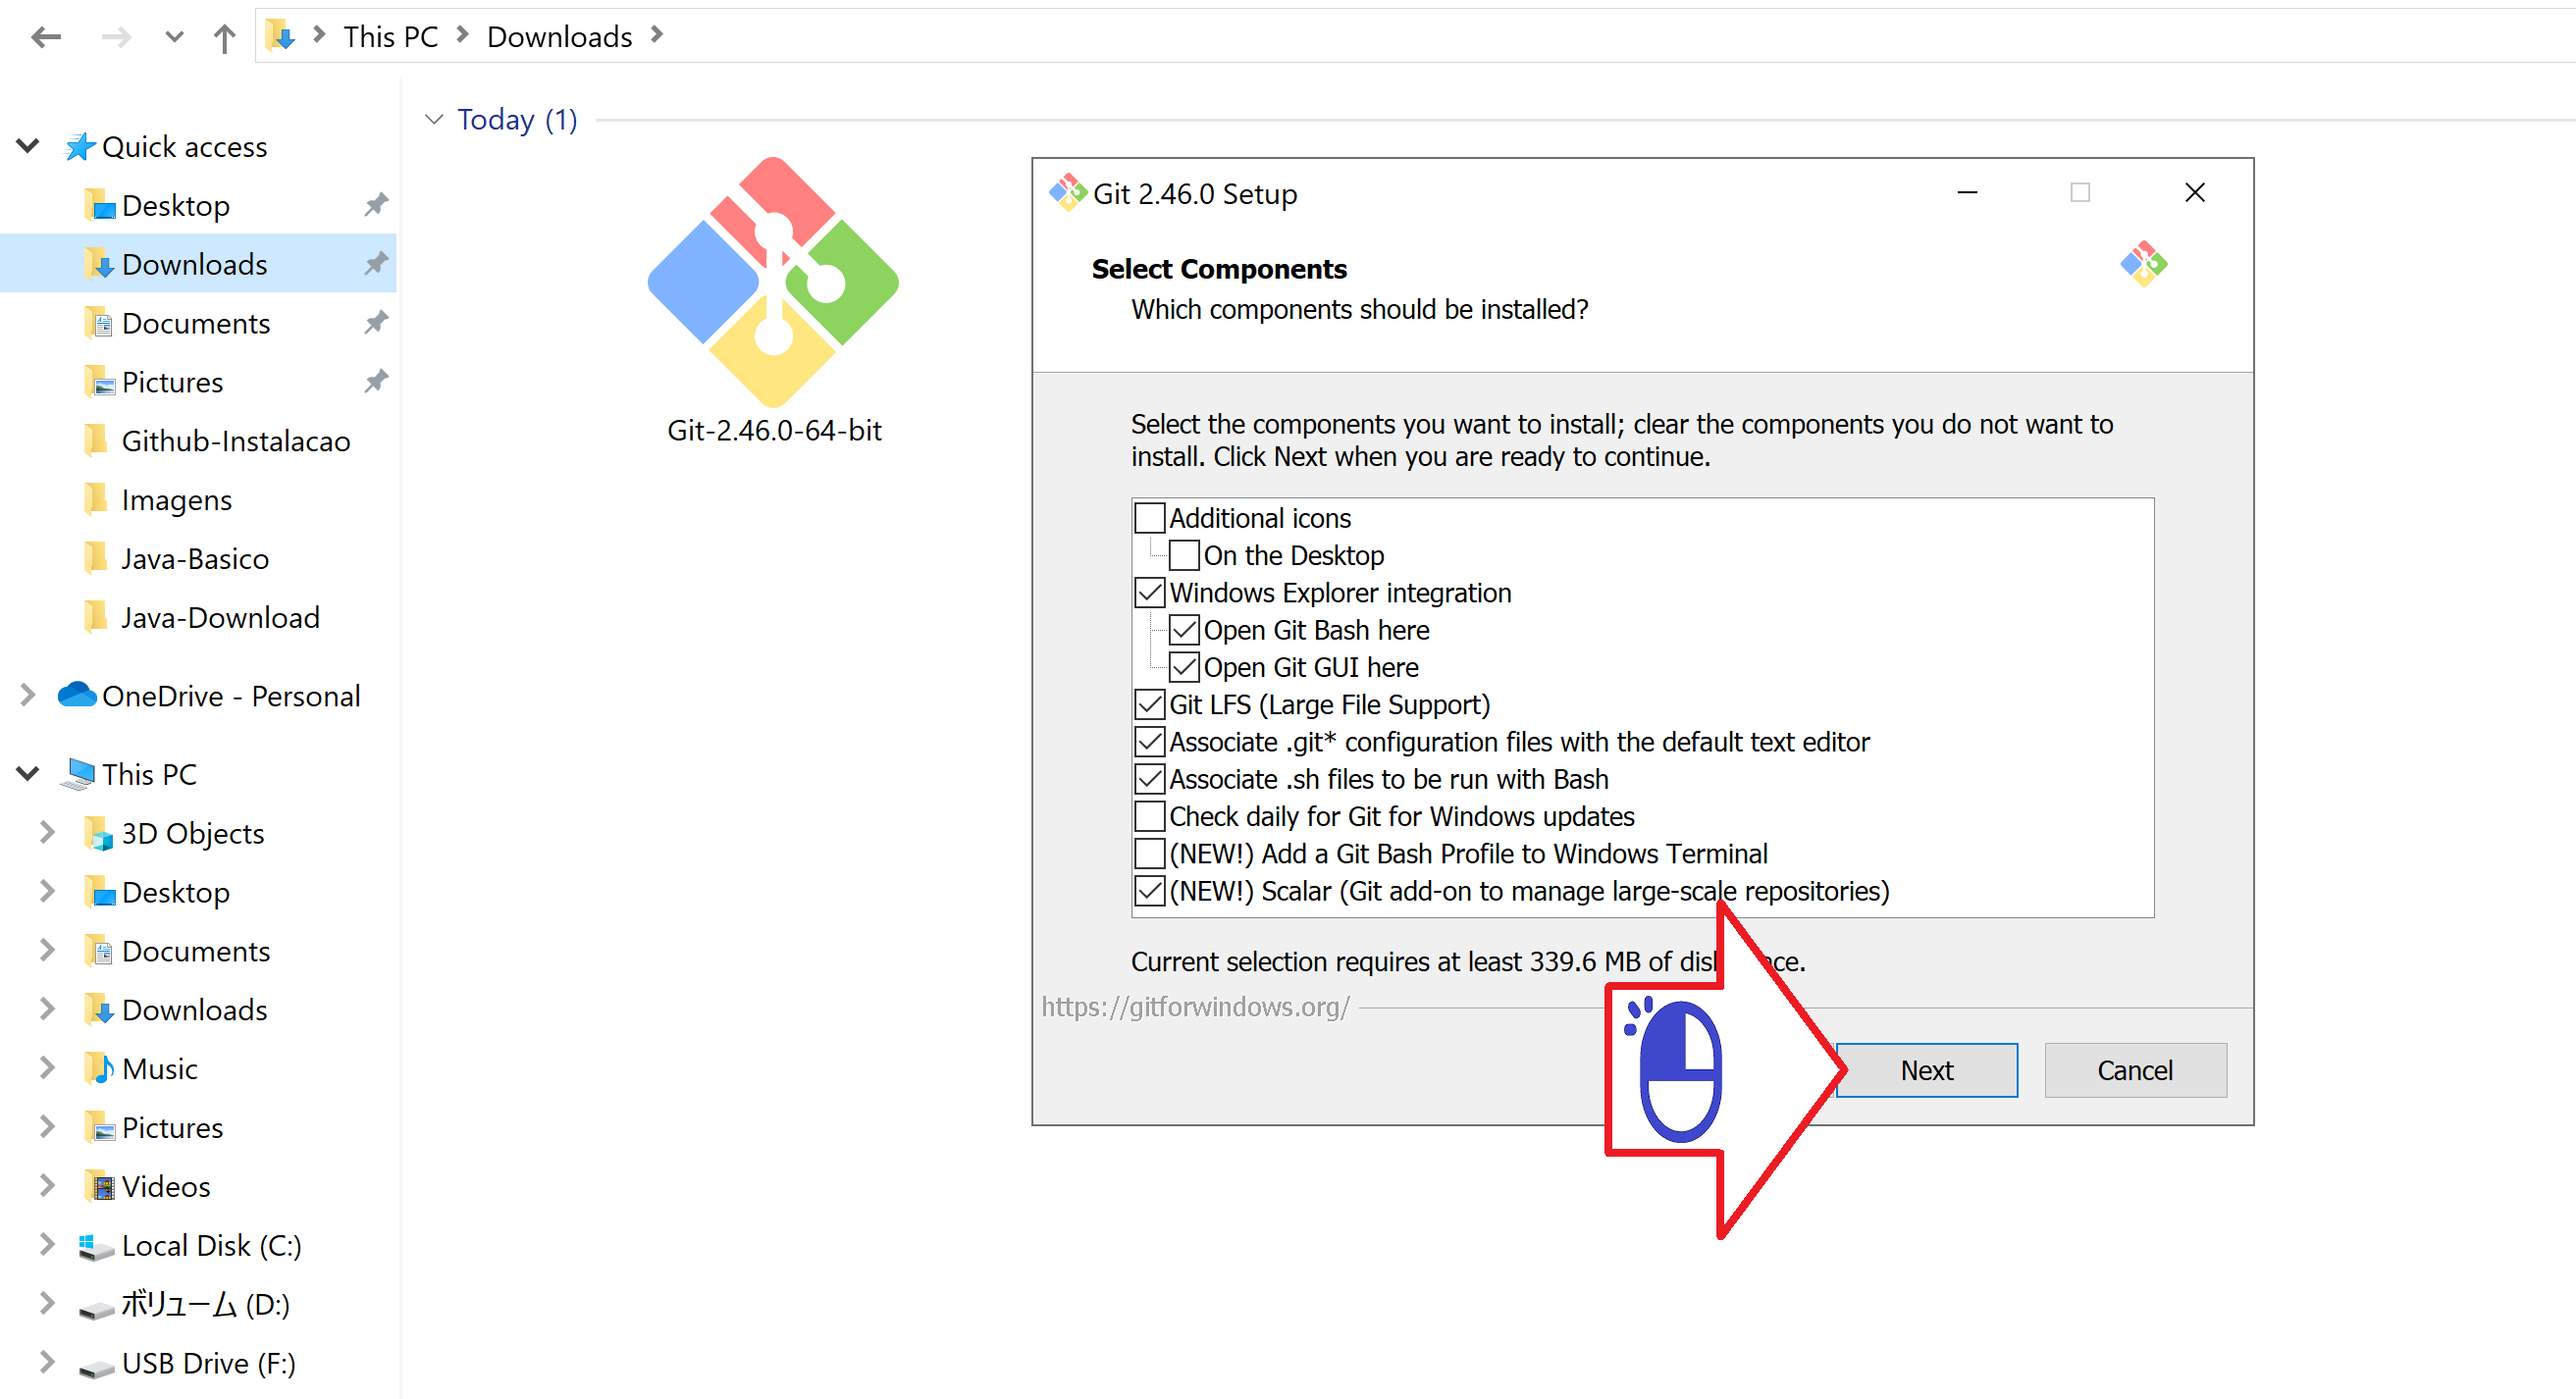 This PC
Downloads
Quick access
Desktop
Downloads
Documents
Pictures
Github-Instalacao
Imagens
Java-Basico
Java-Download
OneDrive - Personal
This PC
3D Objects
Desktop
Documents
Downloads
Music
Pictures
Videos
Local Disk (C:)
ボリューム (D:)
USB Drive (F:)
Today (1)
Git-2.46.0-64-bit
Git 2.46.0 Setup
Select Components
Which components should be installed?
Select the components you want to install; clear the components you do not want to
install. Click Next when you are ready to continue.
Additional icons
On the Desktop
Windows Explorer integration
Open Git Bash here
Open Git GUI here
Git LFS (Large File Support)
Associate .git* configuration files with the default text editor
Associate .sh files to be run with Bash
Check daily for Git for Windows updates
(NEW!) Add a Git Bash Profile to Windows Terminal
(NEW!) Scalar (Git add-on to manage large-scale repositories)
Current selection requires at least 339.6 MB of
https://gitforwindows.org/
Next
Cancel